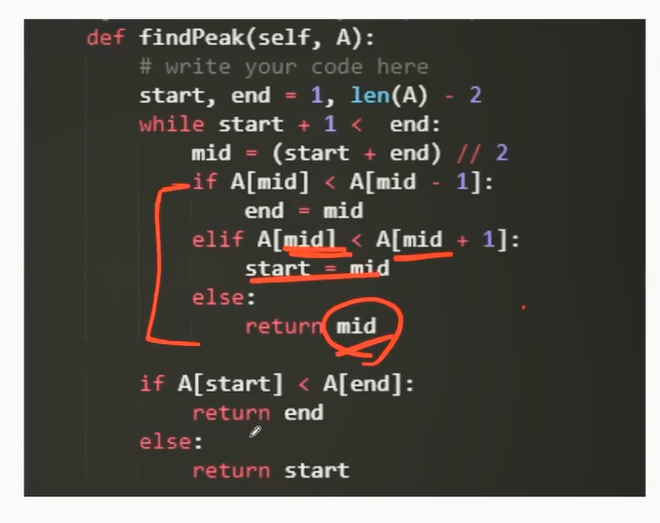 def findPeak(self, A):
# write your code here
start, end = 1, len(A) - 2
while start + 1 < end:
mid = (start + end) // 2
if A[mid] < A[mid - 1]:
end = mid
elif A[mid] < A[mid + 1]:
start = mid
else:
return mid
if A[start] < A[end]:
return end
else:
return start